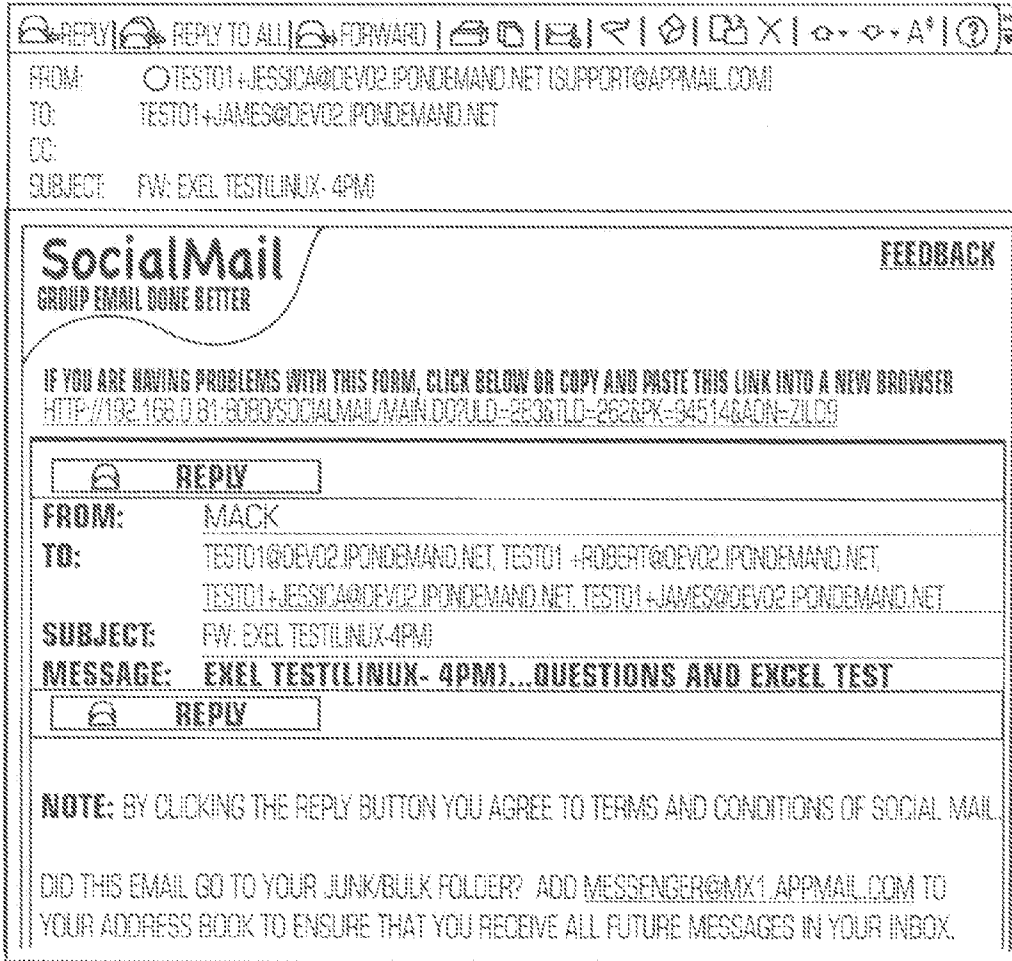 REPLY REPLY TO ALL FORWARD A
FROM: TEST01+JESSICA@DEV02.IPONDEMAND.NET (SUPPORT@APPMAIL.COM)
TO: TEST01+JAMES@DEV02.IPONDEMAND.NET
CC:
SUBJECT: FW: EXEL TEST(LINUX- 4PM)
SocialMail
FEEDBACK
GROUP EMAIL DONE BETTER
IF YOU ARE HAVING PROBLEMS WITH THIS FORM, CLICK BELOW OR COPY AND PASTE THIS LINK INTO A NEW BROWSER
HTTP://192.168.0.81:8080/SOCIALMAIL/MAIN.DO?ULD=283&TLD=262&PK=94514&AON=ZILO9
REPLY
FROM: MACK
TO: TEST01@DEV02.IPONDEMAND.NET, TEST01 +ROBERT@DEV02.IPONDEMAND.NET,
TEST01+JESSICA@DEV02.IPONDEMAND.NET, TEST01+JAMES@DEV02.IPONDEMAND.NET
SUBJECT: FW: EXEL TEST(LINUX-4PM)
MESSAGE: EXEL TEST(LINUX- 4PM)...QUESTIONS AND EXCEL TEST
REPLY
NOTE: BY CLICKING THE REPLY BUTTON YOU AGREE TO TERMS AND CONDITIONS OF SOCIAL MAIL.
DID THIS EMAIL GO TO YOUR JUNK/BULK FOLDER? ADD MESSENGER@MX1.APPMAIL.COM TO
YOUR ADDRESS BOOK TO ENSURE THAT YOU RECEIVE ALL FUTURE MESSAGES IN YOUR INBOX.